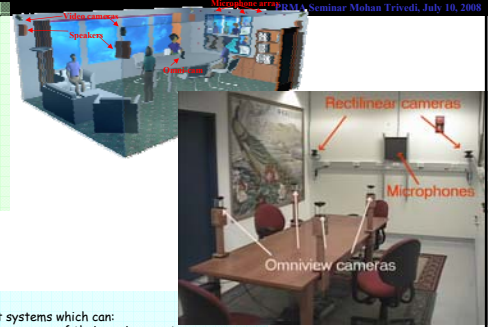 Microphone array
PRMA Seminar Mohan Trivedi, July 10, 2008
Video cameras
Speakers
Rectilinear cameras
Microphones
Omniview cameras
t systems which can: